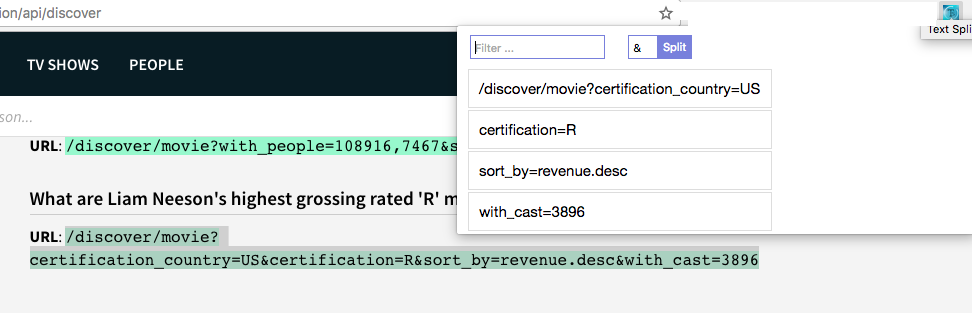 ion/api/discover
Text Spli
Filter ...
&
Split
TV SHOWS
PEOPLE
/discover/movie?certification_country=US
son...
certification=R
URL: /discover/movie?with_people=108916,7467&s
sort_by=revenue.desc
What are Liam Neeson's highest grossing rated 'R' m
with_cast=3896
URL: /discover/movie?
certification_country=US&certification=R&sort_by=revenue.desc&with_cast=3896